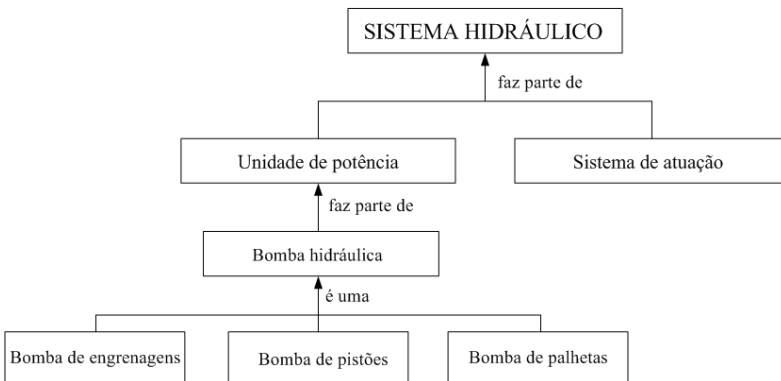 SISTEMA HIDRÁULICO
faz parte de
Unidade de potência
Sistema de atuação
faz parte de
Bomba hidráulica
é uma
Bomba de engrenagens
Bomba de pistões
Bomba de palhetas